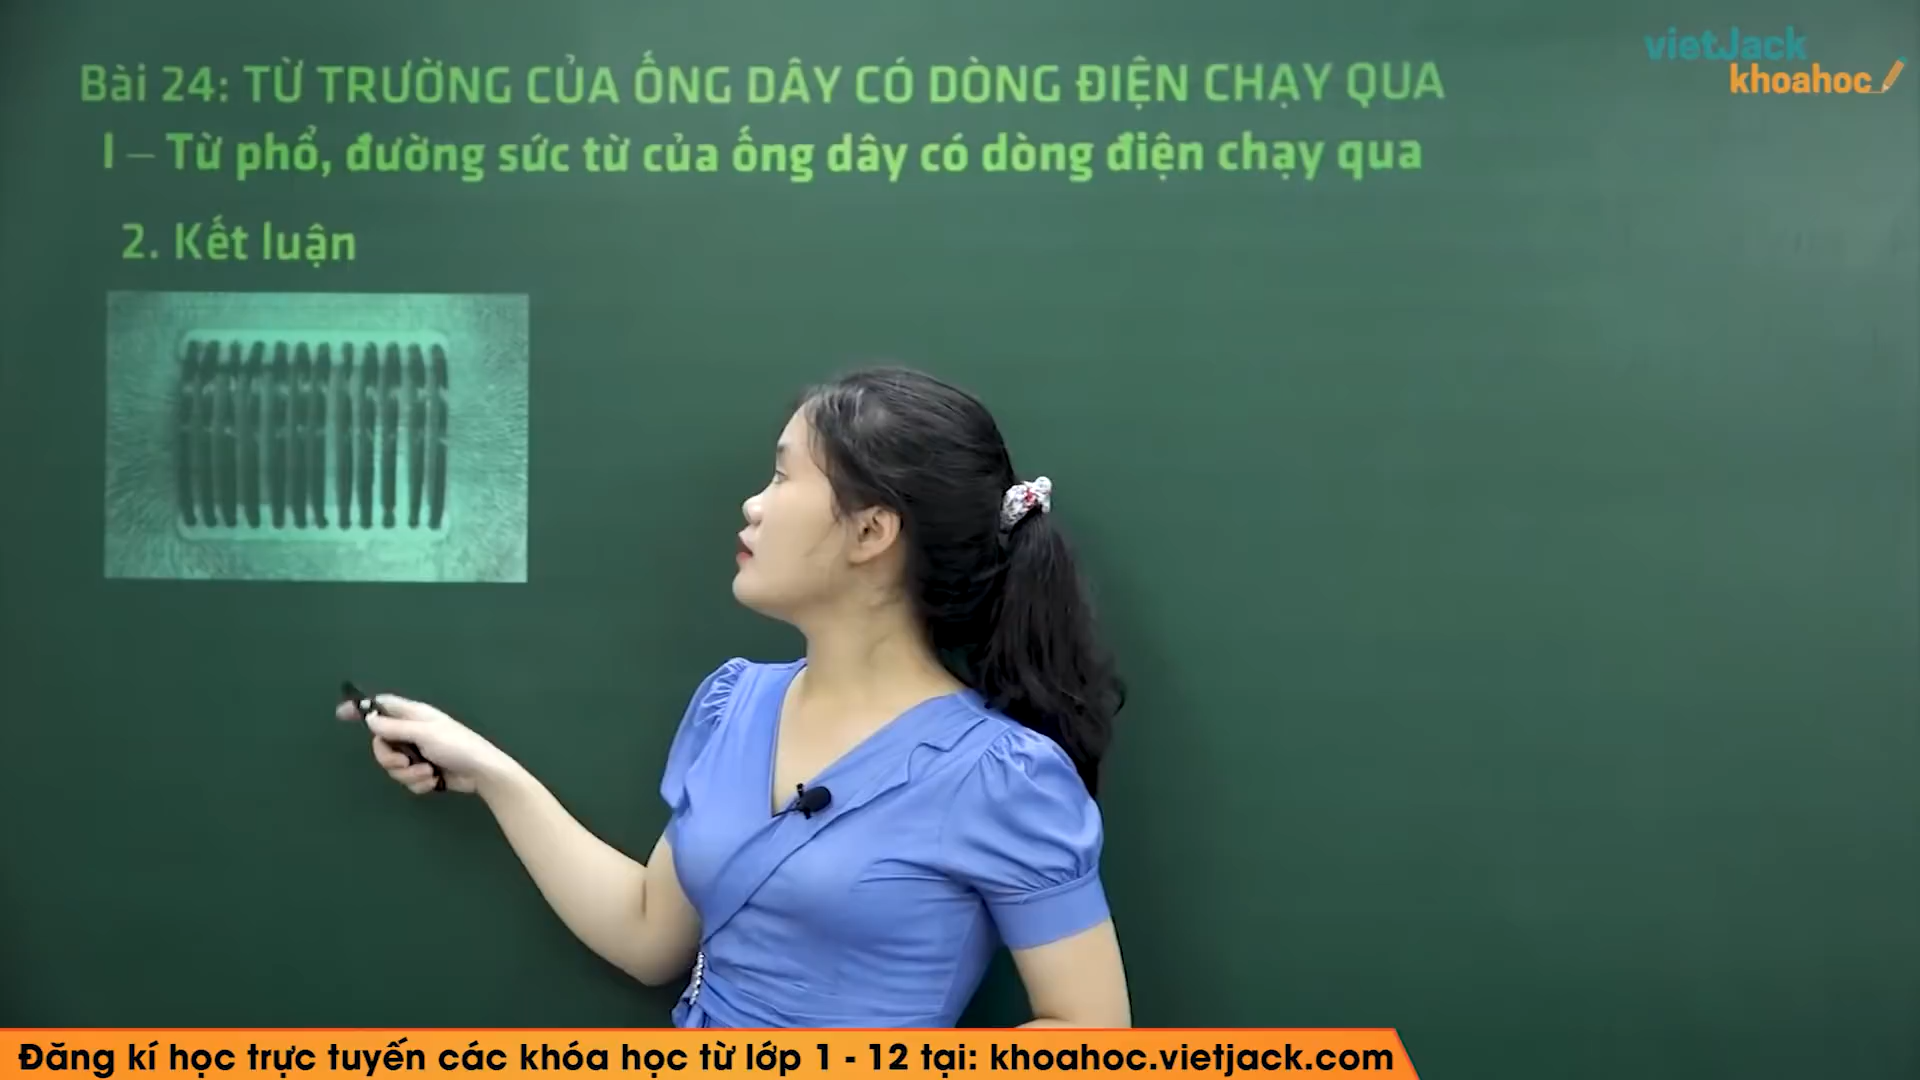 vietJack
khoahoc
Bài 24: TỪ TRƯỜNG CỦA ỐNG DÂY CÓ DÒNG ĐIỆN CHẠY QUA
I – Từ phổ, đường sức từ của ống dây có dòng điện chạy qua
2. Kết luận
Đăng kí học trực tuyến các khóa học từ lớp 1 - 12 tại: khoahoc.vietjack.com